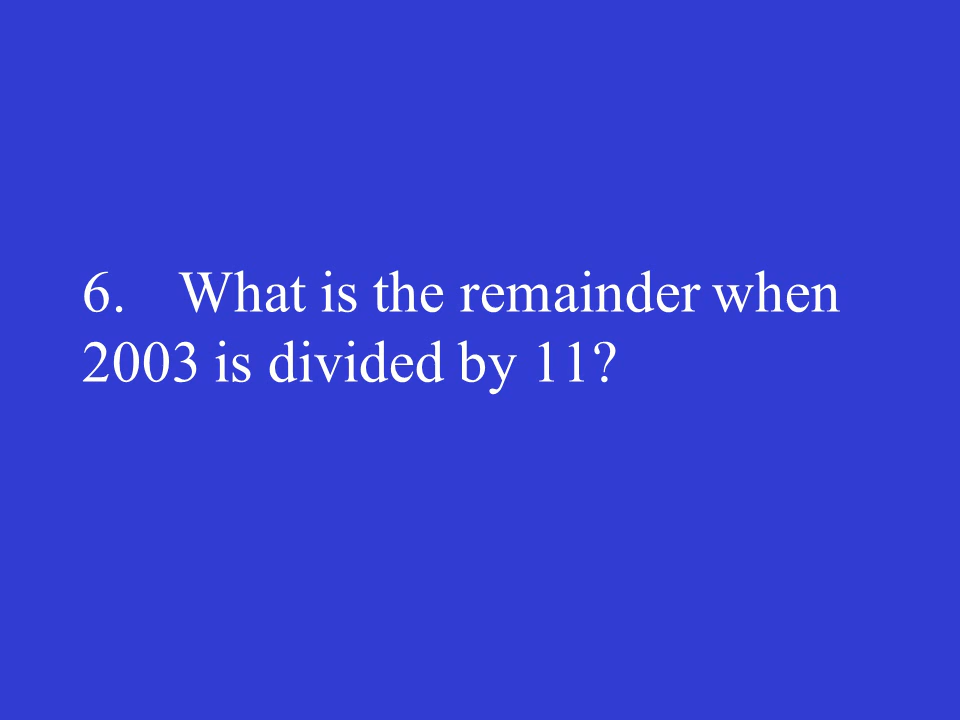 6. What is the remainder when
2003 is divided by 11?